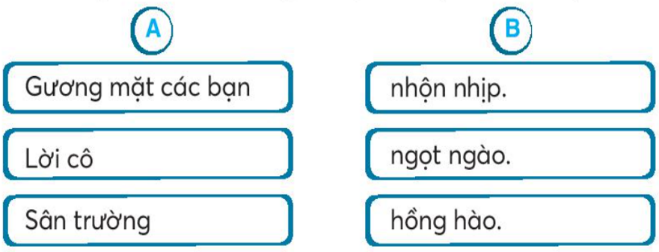 A
B
Gương mặt các bạn
nhộn nhịp.
Lời cô
ngọt ngào.
Sân trường
hồng hào.